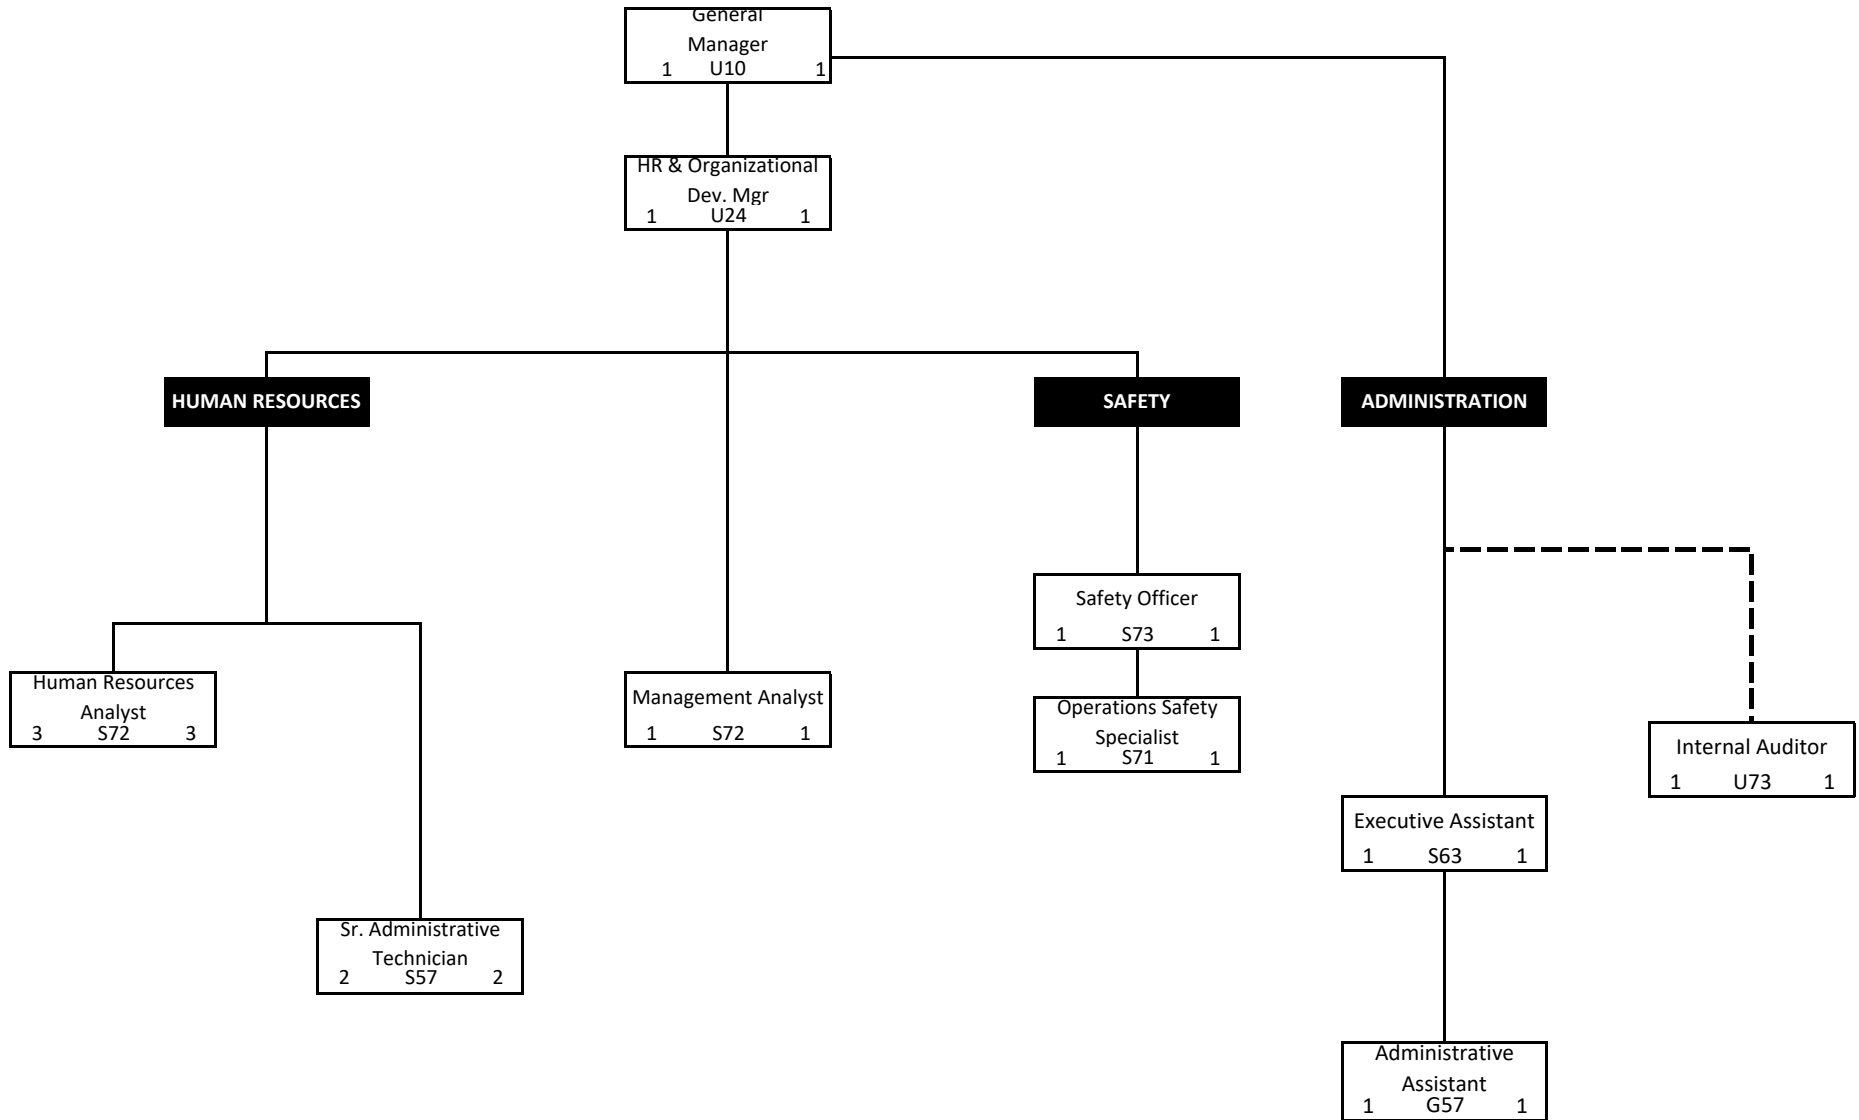 General
Manager
1 U10 1
HR & Organizational
Dev. Mgr
1 U24 1
HUMAN RESOURCES
SAFETY
ADMINISTRATION
Safety Officer
1 S73 1
Human Resources
Analyst
3 S72 3
Management Analyst
1 S72 1
Operations Safety
Specialist
1 S71 1
Internal Auditor
1 U73 1
Executive Assistant
1 S63 1
Sr. Administrative
Technician
2 S57 2
Administrative
Assistant
1 G57 1